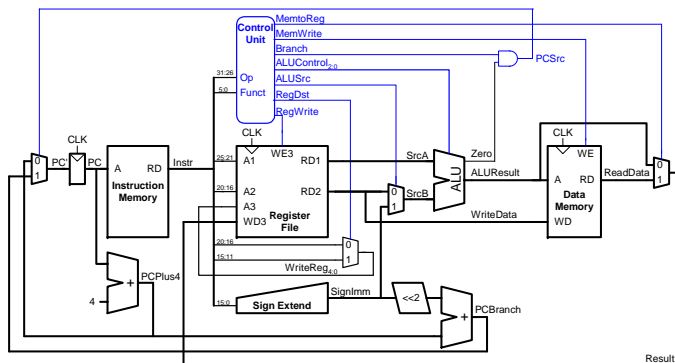 MemtoReg
Control
Unit
MemWrite
Branch
ALUControl2:0
PCSrc
31:26
Op
ALUSrc
5:0
Funct
RegDst
RegWrite
CLK
CLK
CLK
WE3
WE
0
1
PC'
PC
A
RD
Instr
Instruction
Memory
25:21
A1
RD1
SrcA
Zero
ALU
ALUResult
A
RD
ReadData
0
1
20:16
A2
RD2
0
1
SrcB
A3
WD3
Register
File
Data
Memory
WD
WriteData
20:16
0
15:11
1
WriteReg4:0
PCPlus4
+
4
SignImm
15:0
Sign Extend
<<2
+
PCBranch
Result